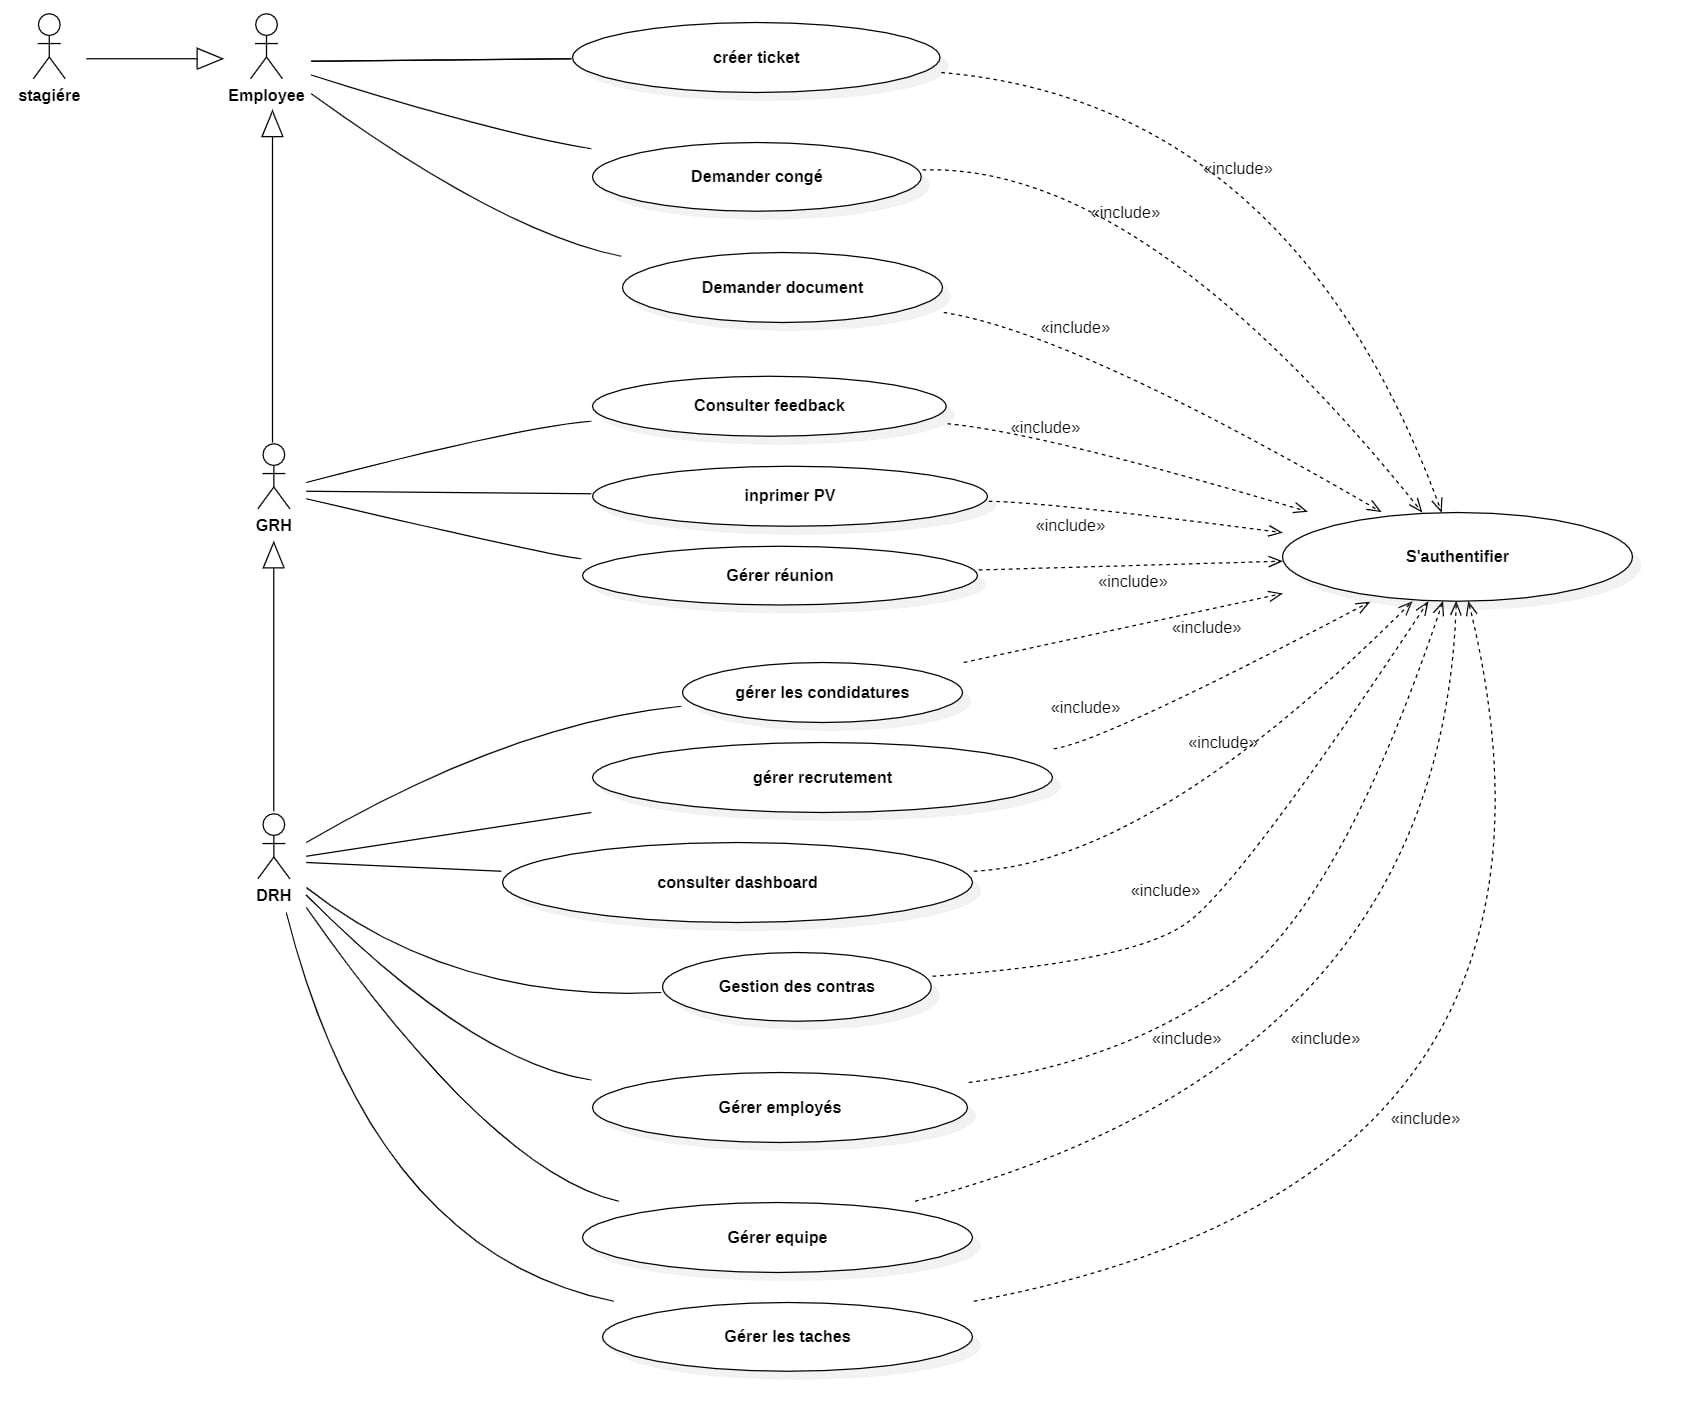 stagiére
Employee
créer ticket
«include»
Demander congé
«include»
Demander document
«include»
Consulter feedback
«include»
GRH
inprimer PV
«include»
S'authentifier
Gérer réunion
«include»
«include»
gérer les condidatures
«include»
«include»
gérer recrutement
DRH
consulter dashboard
«include»
Gestion des contras
«include»
«include»
Gérer employés
«include»
Gérer equipe
Gérer les taches